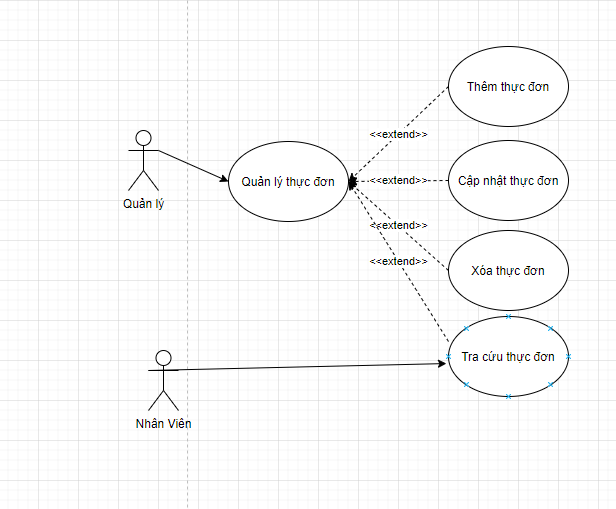 Thêm thực đơn
<<extend>>
Quản lý thực đơn
<<extend>>
Cập nhật thực đơn
Quản lý
<<extend>>
<<extend>>
Xóa thực đơn
Tra cứu thực đơn
Nhân Viên